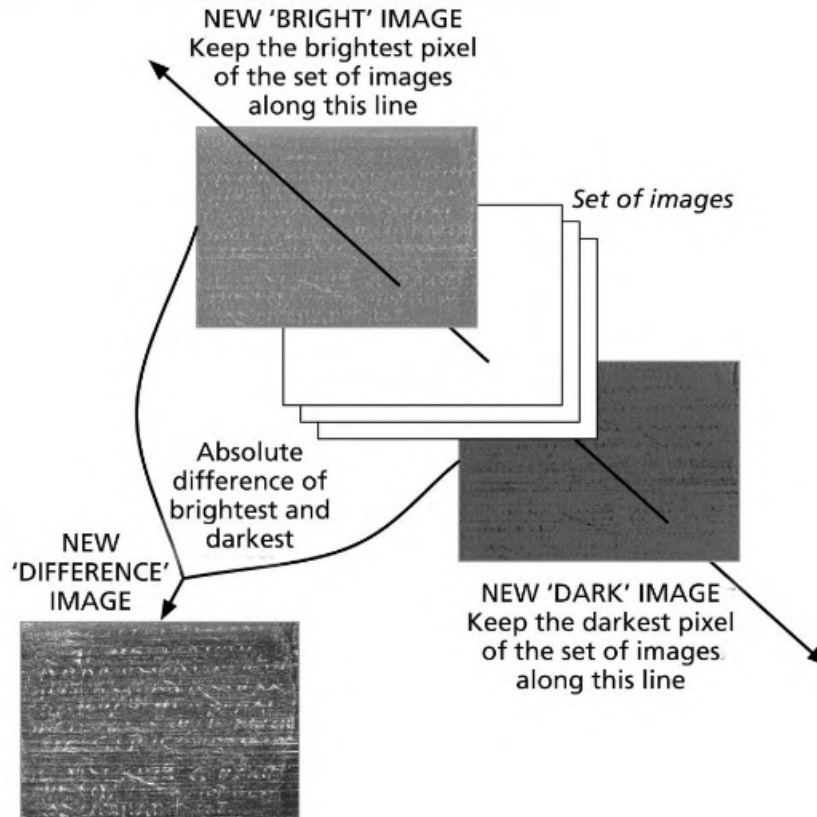 NEW 'BRIGHT' IMAGE
Keep the brightest pixel
of the set of images
along this line
Set of images
Absolute
difference of
brightest and
darkest
NEW
'DIFFERENCE'
IMAGE
NEW 'DARK' IMAGE
Keep the darkest pixel
of the set of images
along this line